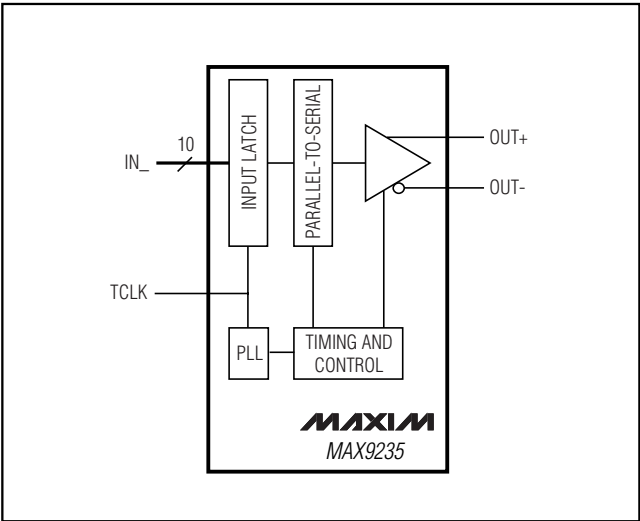 10
IN_
INPUT LATCH
PARALLEL-TO-SERIAL
OUT+
OUT-
TCLK
PLL
TIMING AND
CONTROL
MAXIM
MAX9235